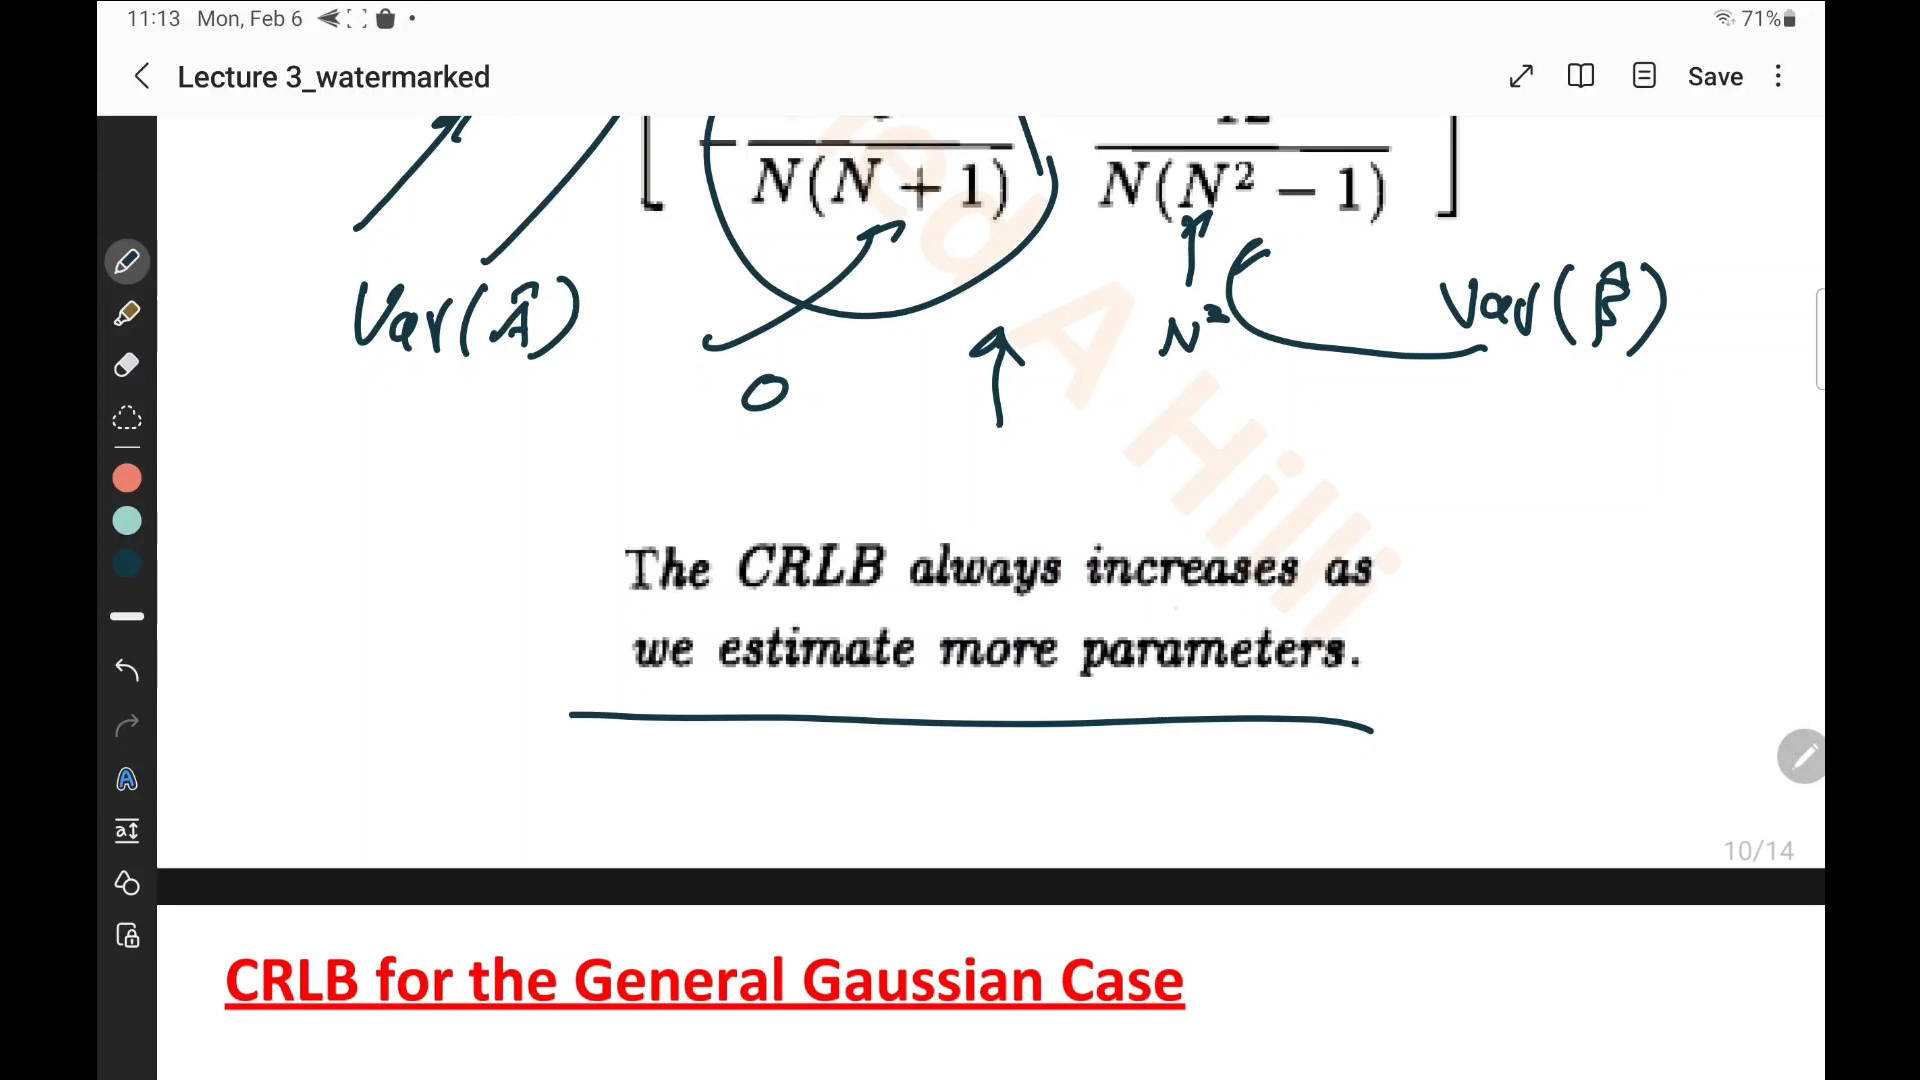 11:13 Mon, Feb 6
71%
Lecture 3_watermarked
Save
N(N + 1) N(N² − 1)
Var(Â)
N²
Var(β̂)
0
A Hilli
The CRLB always increases as
we estimate more parameters.
10/14
CRLB for the General Gaussian Case